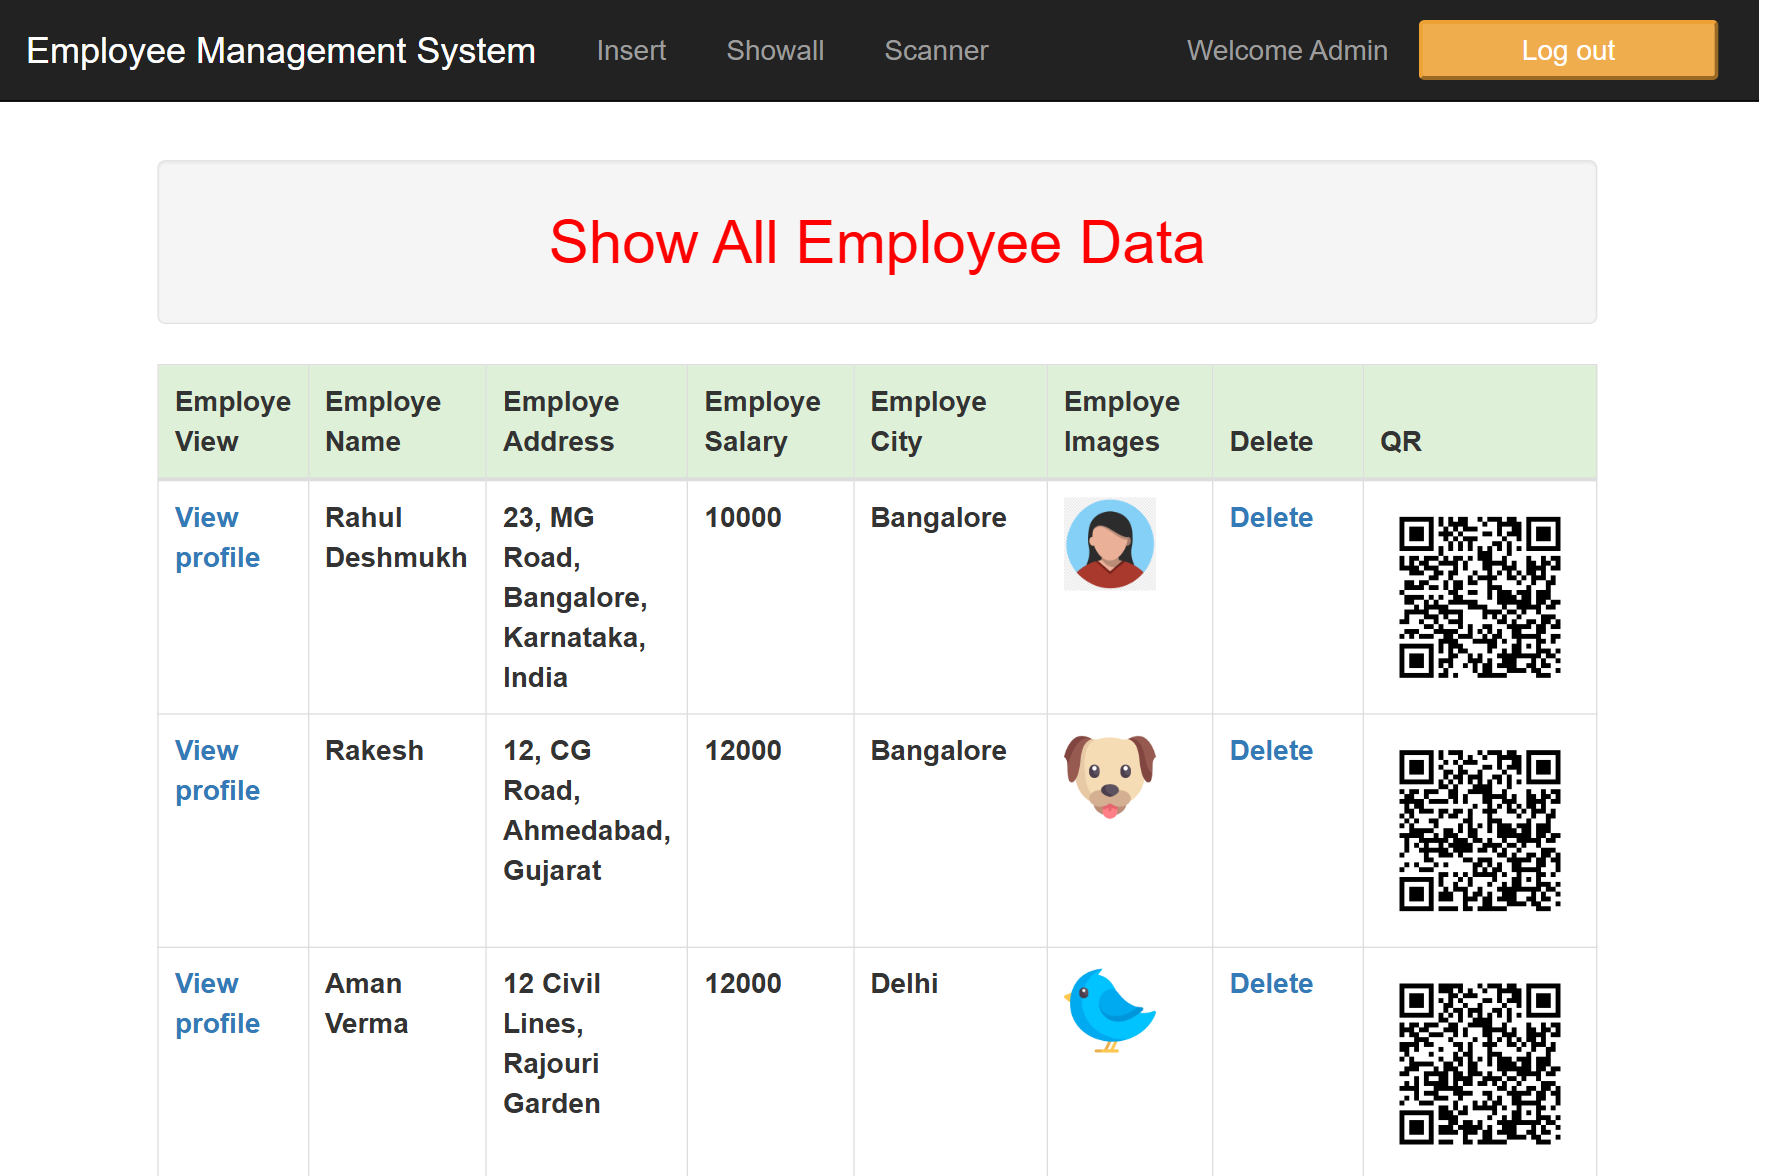 Employee Management System Insert Showall Scanner Welcome Admin Log out
Show All Employee Data
Employe View
Employe Name
Employe Address
Employe Salary
Employe City
Employe Images
Delete
QR
View
profile
Rahul
Deshmukh
23, MG
Road,
Bangalore,
Karnataka,
India
10000
Bangalore
Delete
View
profile
Rakesh
12, CG
Road,
Ahmedabad,
Gujarat
12000
Bangalore
Delete
View
profile
Aman
Verma
12 Civil
Lines,
Rajouri
Garden
12000
Delhi
Delete